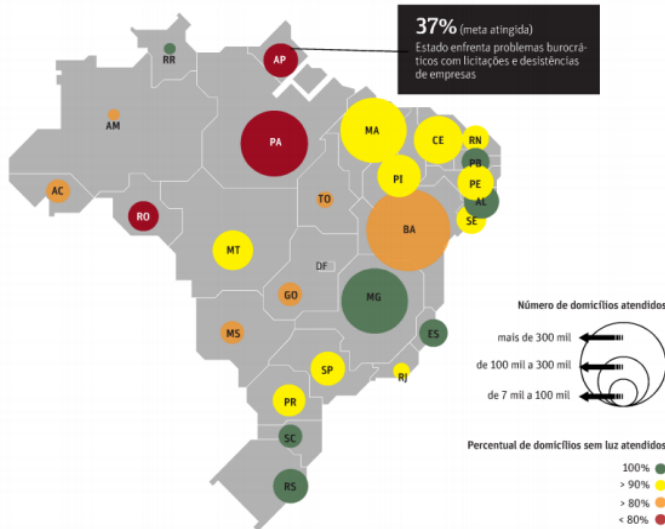 37% (meta atingida)
Estado enfrenta problemas burocrá-
ticos com licitações e desistências
de empresas
RR
AP
AM
PA
MA
CE
RN
PB
PI
PE
AC
TO
AL
RO
SE
BA
MT
DF
GO
MG
MS
ES
SP
RJ
PR
SC
RS
Número de domicílios atendidos
mais de 300 mil
de 100 mil a 300 mil
de 7 mil a 100 mil
Percentual de domicílios sem luz atendidos
100%
> 90%
> 80%
< 80%